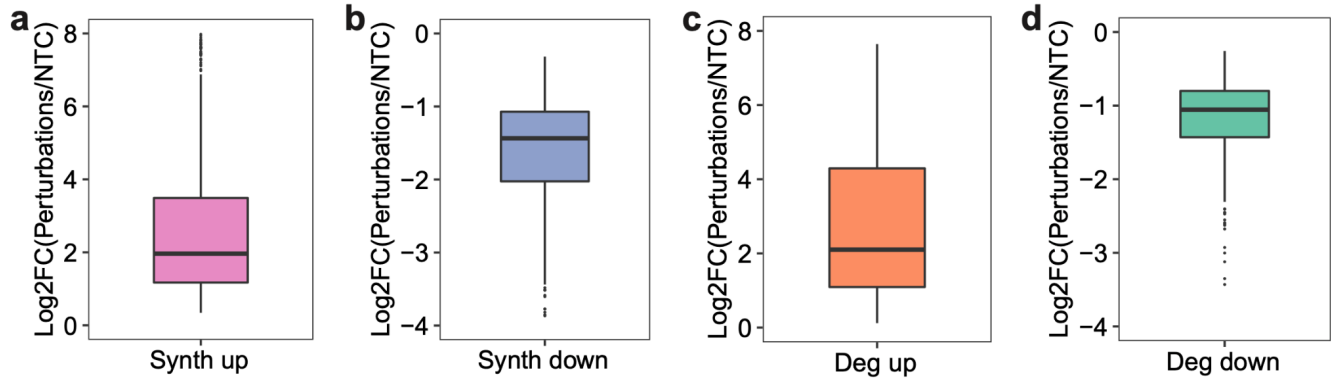 a
Log2FC(Perturbations/NTC)
8
6
4
2
0
Synth up
b
Log2FC(Perturbations/NTC)
0
−1
−2
−3
−4
Synth down
c
Log2FC(Perturbations/NTC)
8
6
4
2
0
Deg up
d
Log2FC(Perturbations/NTC)
0
−1
−2
−3
−4
Deg down